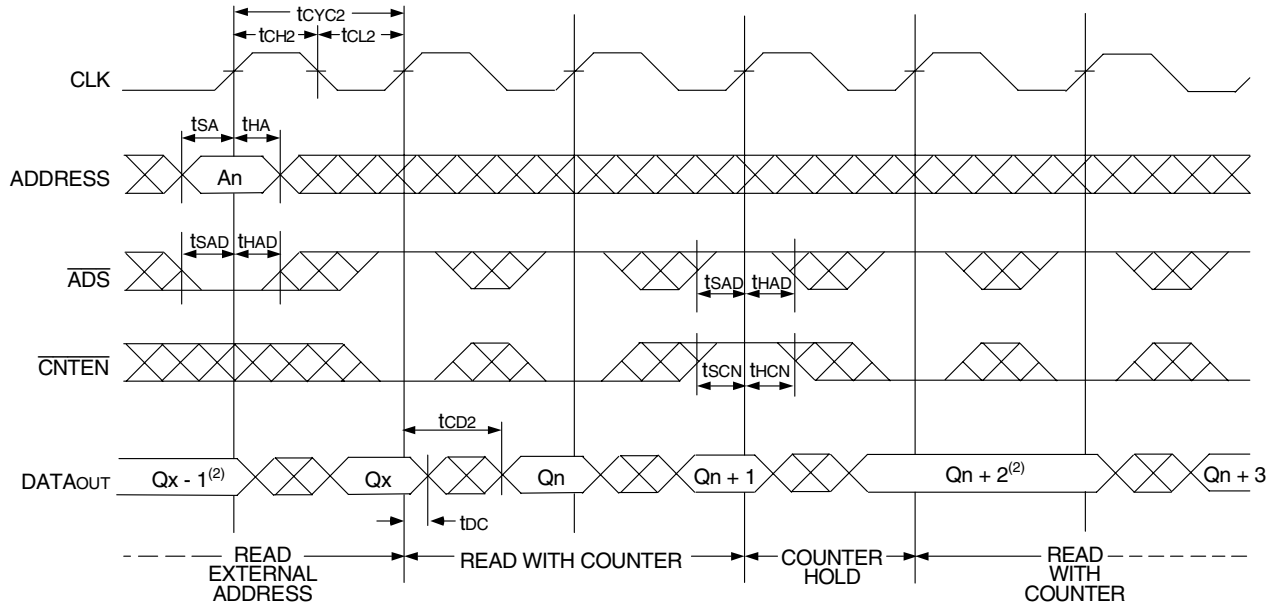 tCYC2
tCH2 tCL2
CLK
tSA tHA
ADDRESS An
tSAD tHAD
ADS
tSAD tHAD
CNTEN
tSCN tHCN
tCD2
DATAOUT Qx - 1(2) Qx Qn Qn + 1 Qn + 2(2) Qn + 3
tDC
READ EXTERNAL ADDRESS
READ WITH COUNTER
COUNTER HOLD
READ WITH COUNTER